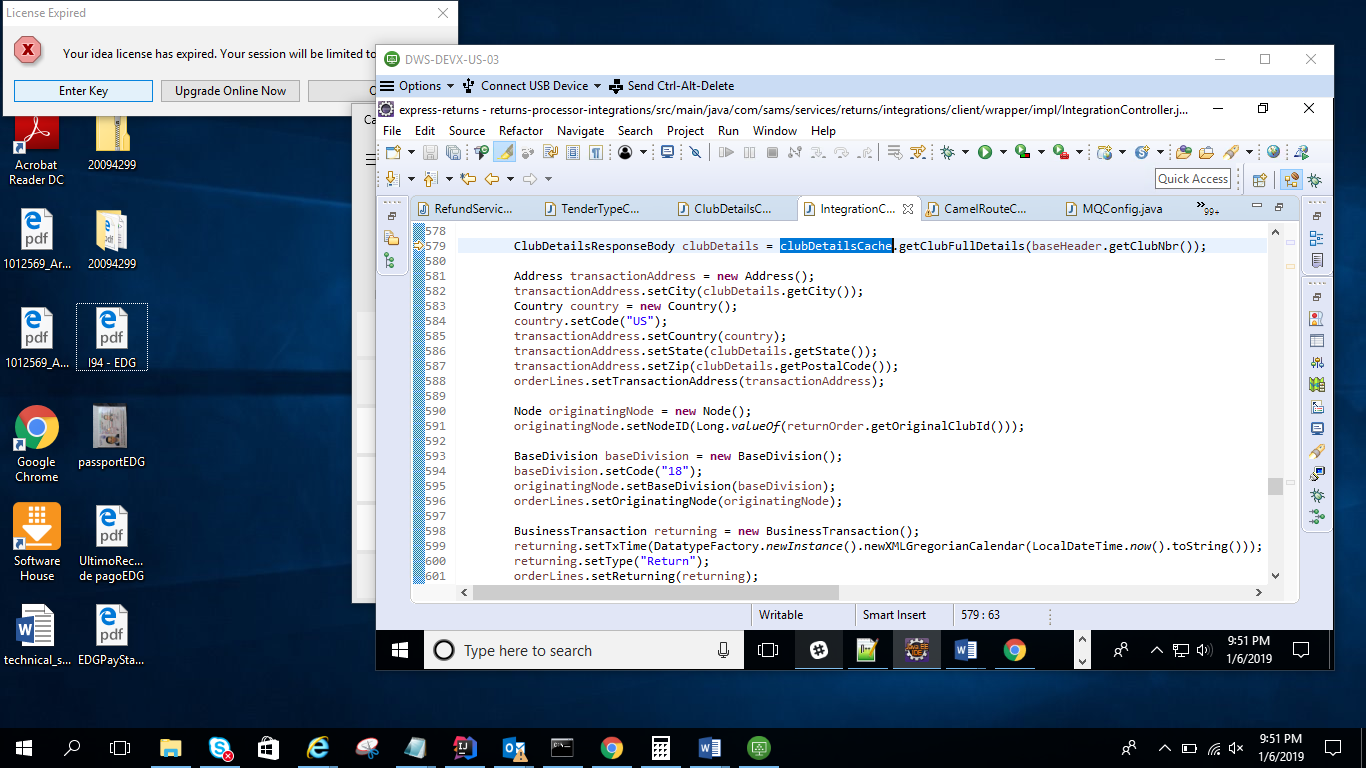 License Expired
Your idea license has expired. Your session will be limited to
Enter Key
Upgrade Online Now
DWS-DEVX-US-03
Options
Connect USB Device
Send Ctrl-Alt-Delete
express-returns - returns-processor-integrations/src/main/java/com/sams/services/returns/integrations/client/wrapper/impl/IntegrationController.j...
File Edit Source Refactor Navigate Search Project Run Window Help
Quick Access
RefundServic...
TenderTypeC...
ClubDetailsC...
IntegrationC...
CamelRouteC...
MQConfig.java
99+
578
579 ClubDetailsResponseBody clubDetails = clubDetailsCache.getClubFullDetails(baseHeader.getClubNbr());
580
581 Address transactionAddress = new Address();
582 transactionAddress.setCity(clubDetails.getCity());
583 Country country = new Country();
584 country.setCode("US");
585 transactionAddress.setCountry(country);
586 transactionAddress.setState(clubDetails.getState());
587 transactionAddress.setZip(clubDetails.getPostalCode());
588 orderLines.setTransactionAddress(transactionAddress);
589
590 Node originatingNode = new Node();
591 originatingNode.setNodeID(Long.valueOf(returnOrder.getOriginalClubId()));
592
593 BaseDivision baseDivision = new BaseDivision();
594 baseDivision.setCode("18");
595 originatingNode.setBaseDivision(baseDivision);
596 orderLines.setOriginatingNode(originatingNode);
597
598 BusinessTransaction returning = new BusinessTransaction();
599 returning.setTxTime(DatatypeFactory.newInstance().newXMLGregorianCalendar(LocalDateTime.now().toString()));
600 returning.setType("Return");
601 orderLines.setReturning(returning);
Writable
Smart Insert
579 : 63
Type here to search
9:51 PM
1/6/2019
Acrobat
Reader DC
20094299
1012569_Ar...
20094299
1012569_A...
I94 - EDG
Google
Chrome
passportEDG
Software
House
UltimoRec...
de pagoEDG
technical_s...
EDGPaySta...
9:51 PM
1/6/2019